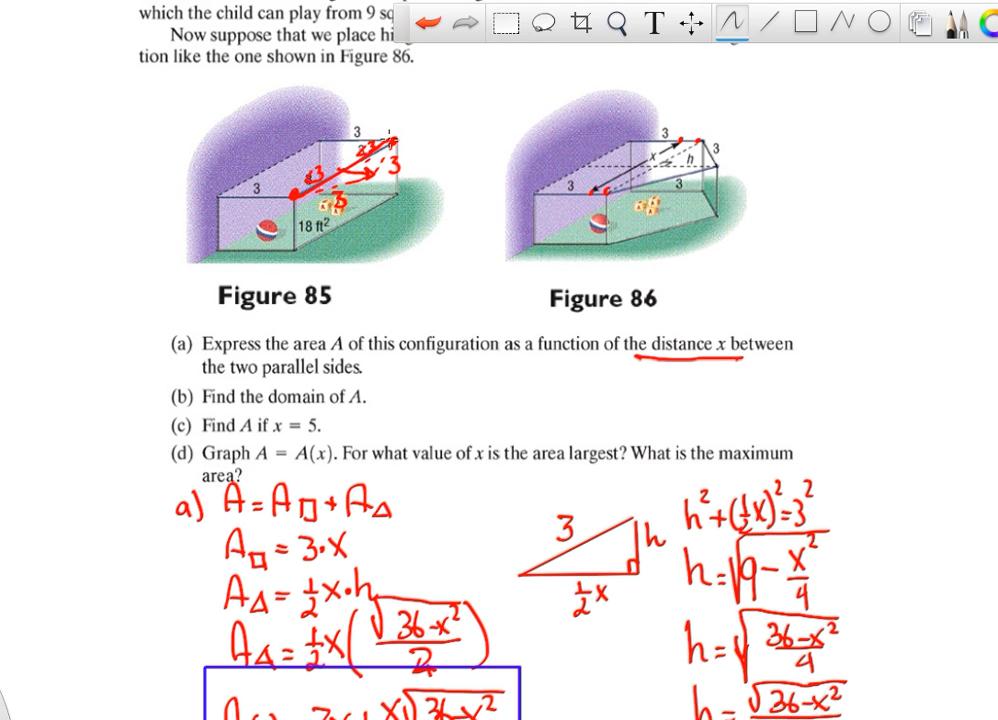 which the child can play from 9 sq
Now suppose that we place hi
tion like the one shown in Figure 86.
T
3
3
3
3
18 ft²
3
3
x
h
3
3
Figure 85
Figure 86
(a) Express the area A of this configuration as a function of the distance x between
the two parallel sides.
(b) Find the domain of A.
(c) Find A if x = 5.
(d) Graph A = A(x). For what value of x is the area largest? What is the maximum
area?
a) A = A□ + A△
A□ = 3·x
A△ = ½x·h
A△ = ½x(√(36-x²)/2)
3
h
½x
h² + (½x)² = 3²
h = √(9 - x²/4)
h = √((36-x²)/4)
h = √(36-x²)
x√(36-x²)